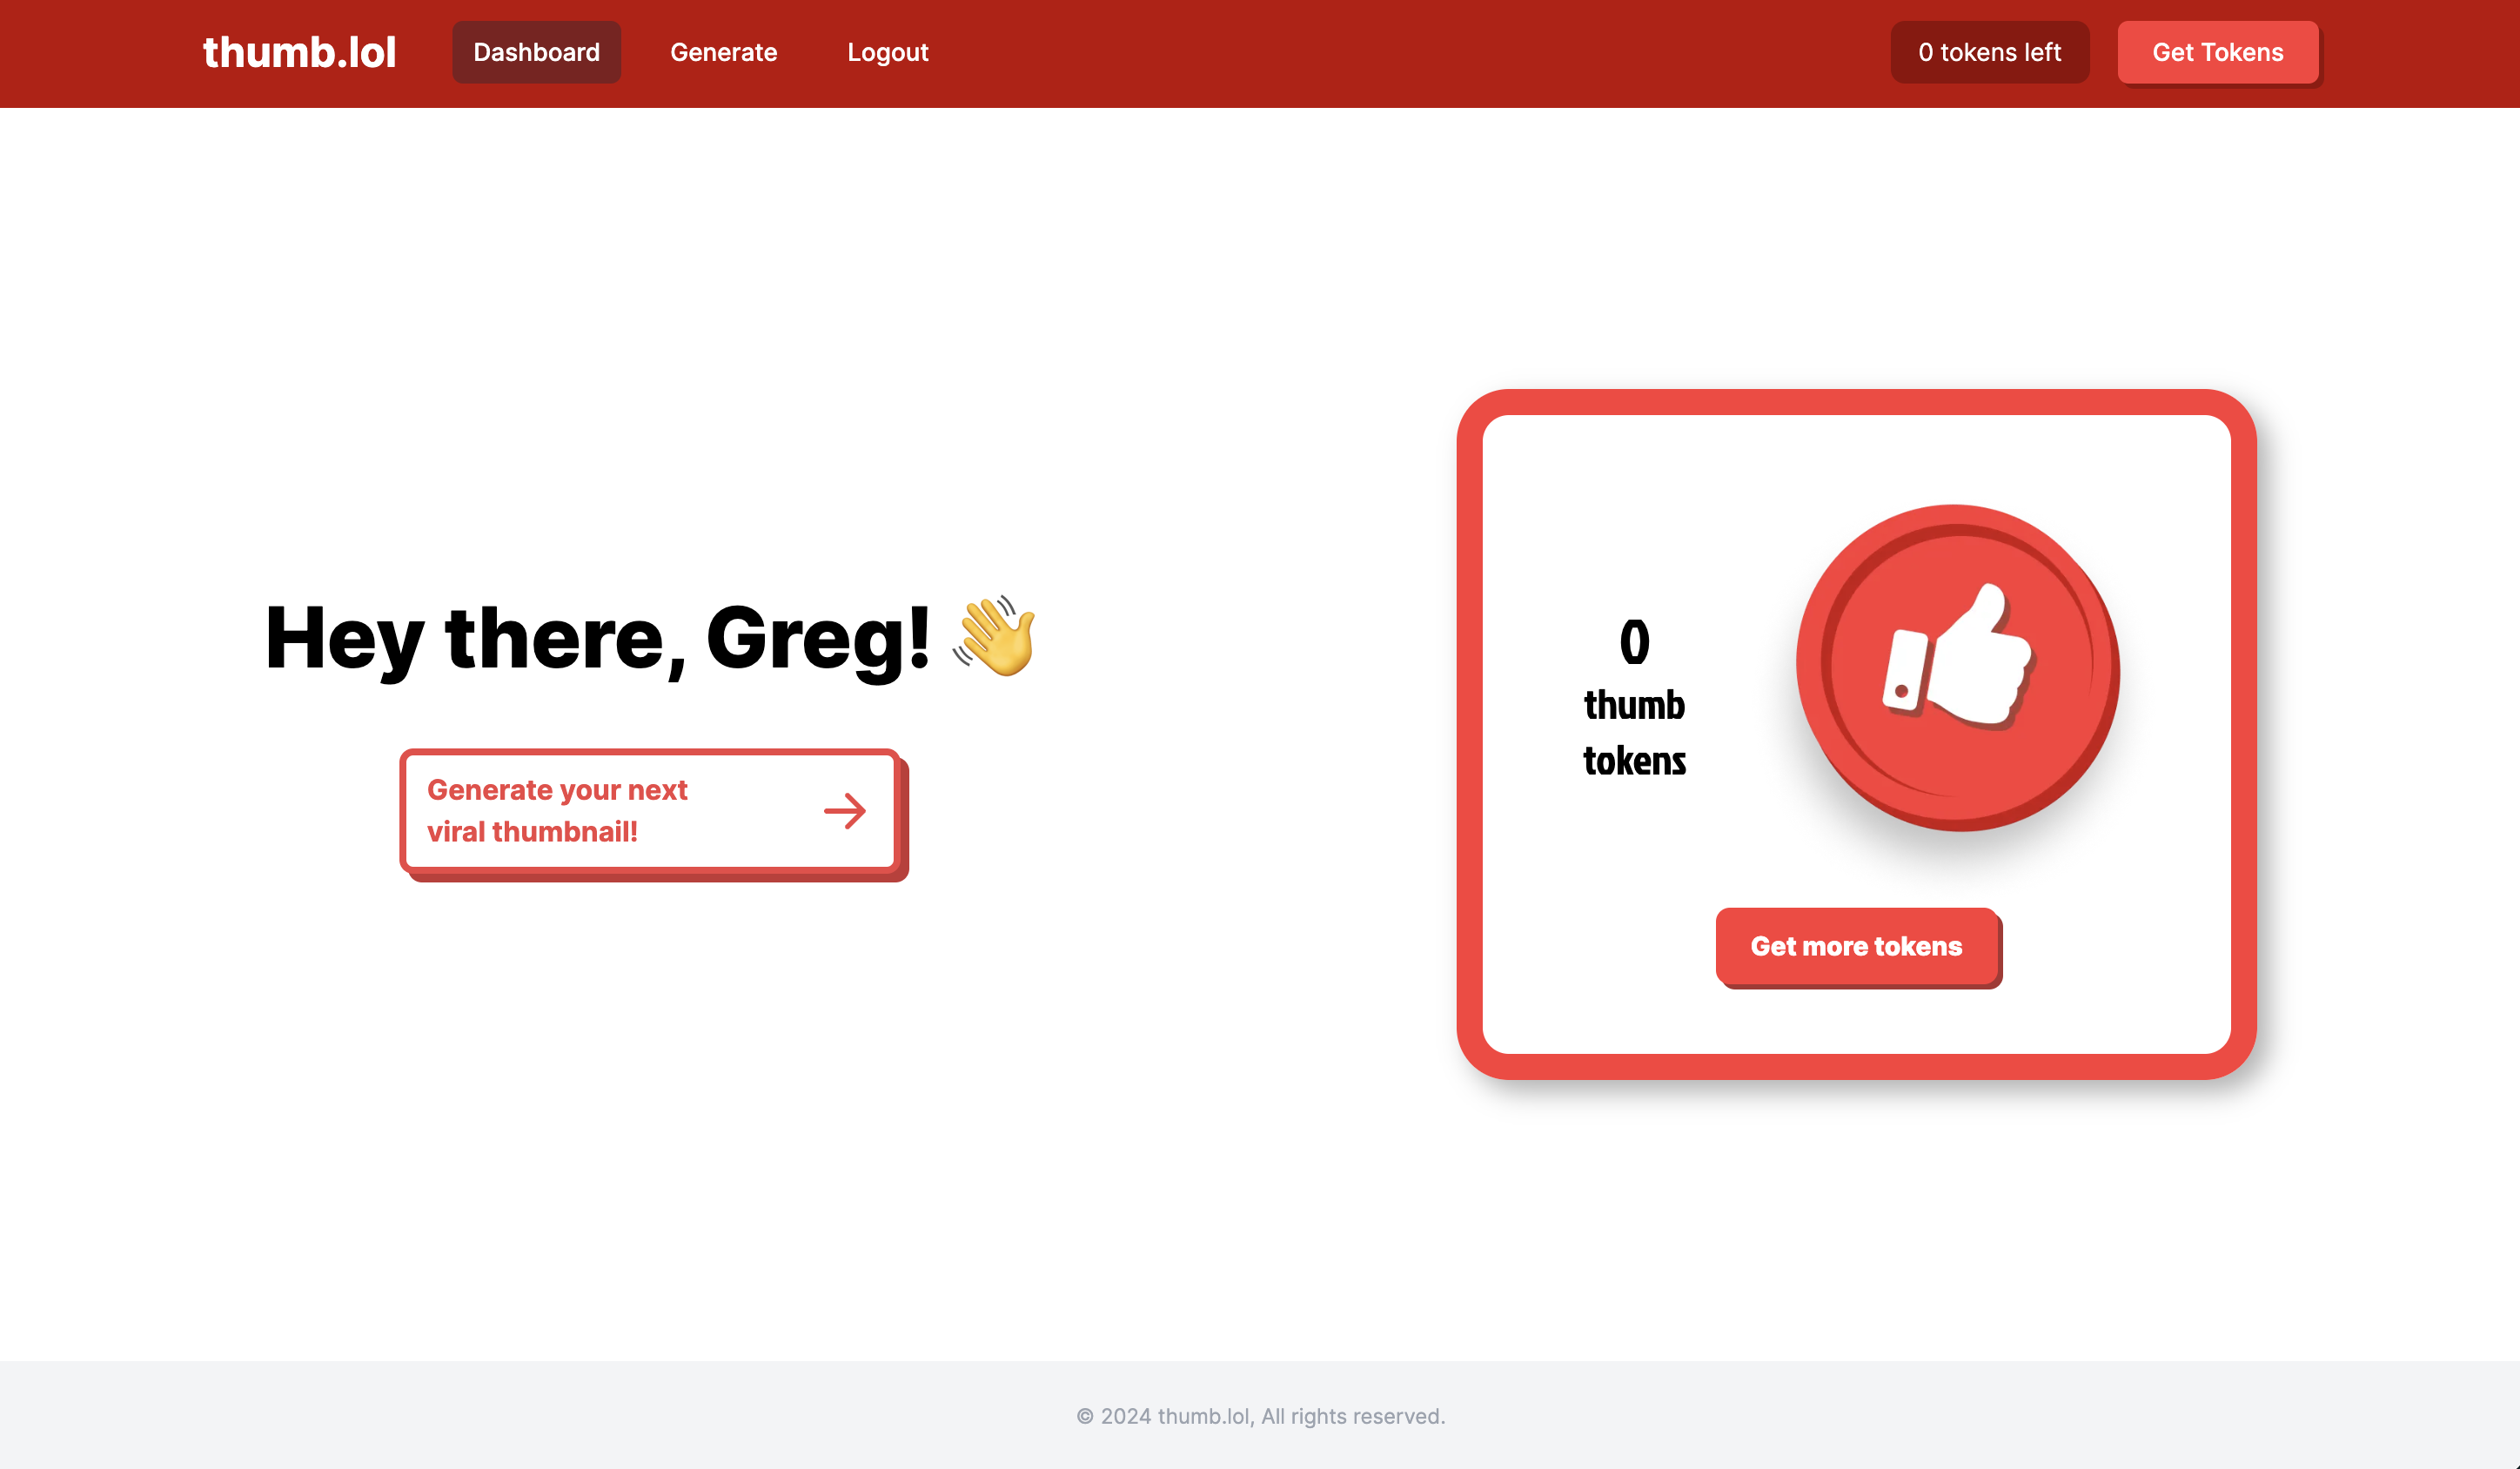 thumb.lol
Dashboard
Generate
Logout
0 tokens left
Get Tokens
Hey there, Greg! 👋
Generate your next
viral thumbnail!
0
thumb
tokens
Get more tokens
© 2024 thumb.lol, All rights reserved.